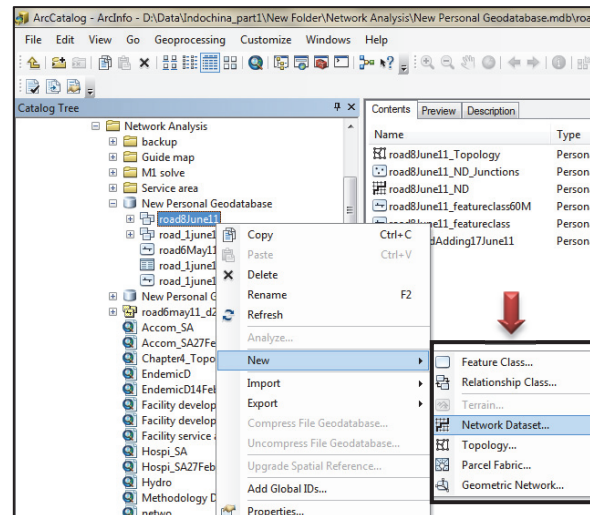 ArcCatalog - ArcInfo - D:\Data\Indochina_part1\New Folder\Network Analysis\New Personal Geodatabase.mdb\roa
File Edit View Go Geoprocessing Customize Windows Help
Catalog Tree
Network Analysis
backup
Guide map
M1 solve
Service area
New Personal Geodatabase
road8June11
road_1june1
road6May11
road_1june1
road_1june1
New Personal G
road6may11_d2
Accom_SA
Accom_SA27Fe
Chapter4_Topo
EndemicD
EndemicD14Feb
Facility develop
Facility develop
Facility service a
Hospi_SA
Hospi_SA27Feb
Hydro
Methodology D
netwo
Contents Preview Description
Name Type
road8June11_Topology Person
road8June11_ND_Junctions Person
road8June11_ND Person
road8June11_featureclass60M Person
road8June11_featureclass Person
dAdding17June11 Person
Copy Ctrl+C
Paste Ctrl+V
Delete
Rename F2
Refresh
Analyze...
New
Import
Export
Compress File Geodatabase...
Uncompress File Geodatabase...
Upgrade Spatial Reference...
Add Global IDs...
Properties...
Feature Class...
Relationship Class...
Terrain...
Network Dataset...
Topology...
Parcel Fabric...
Geometric Network...